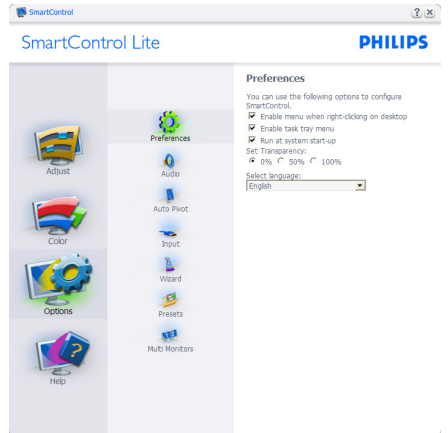 SmartControl
SmartControl Lite
PHILIPS
Adjust
Color
Options
Help
Preferences
Audio
Auto Pivot
Input
Wizard
Presets
Multi Monitors
Preferences
You can use the following options to configure
SmartControl.
Enable menu when right-clicking on desktop
Enable task tray menu
Run at system start-up
Set Transparency:
0% 50% 100%
Select language:
English